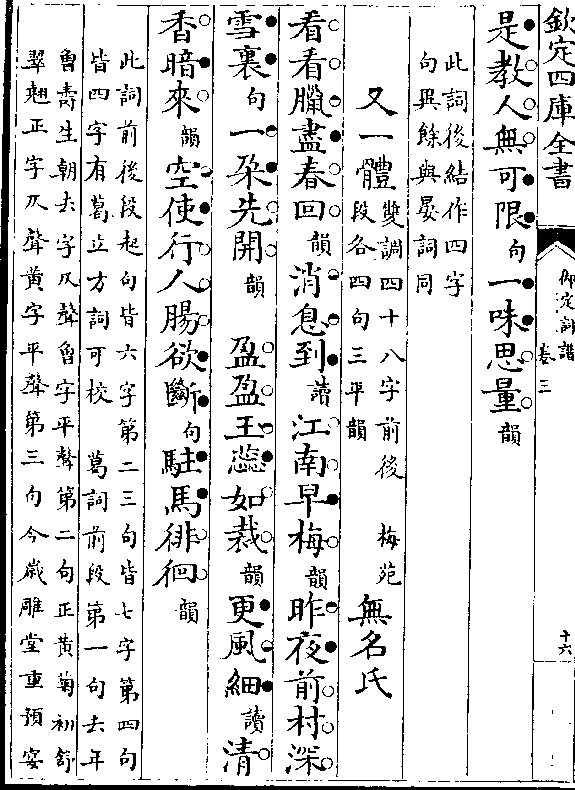 欽定四庫全書
御定詞譜
卷三
十六
是教人無可限句一味思量韻
此詞後結作四字
句異餘與晏詞同
又一體
雙調四十八字前後
段各四句三平韻
梅苑
無名氏
看看臘盡春回韻消息到讀江南早梅韻昨夜前村深
雪裏句一朶先開韻 盈盈玉蕊如裁韻更風細讀清
香暗來韻空使行人腸欲斷句駐馬徘徊韻
此詞前後段起句皆六字第二三句皆七字第四句
皆四字有葛立方詞可校 葛詞前段第一句去年
魯壽生朝去字仄聲魯字平聲第二句正黄菊初舒
翠翹正字仄聲黄字平聲第三句今歲雕堂重預宴